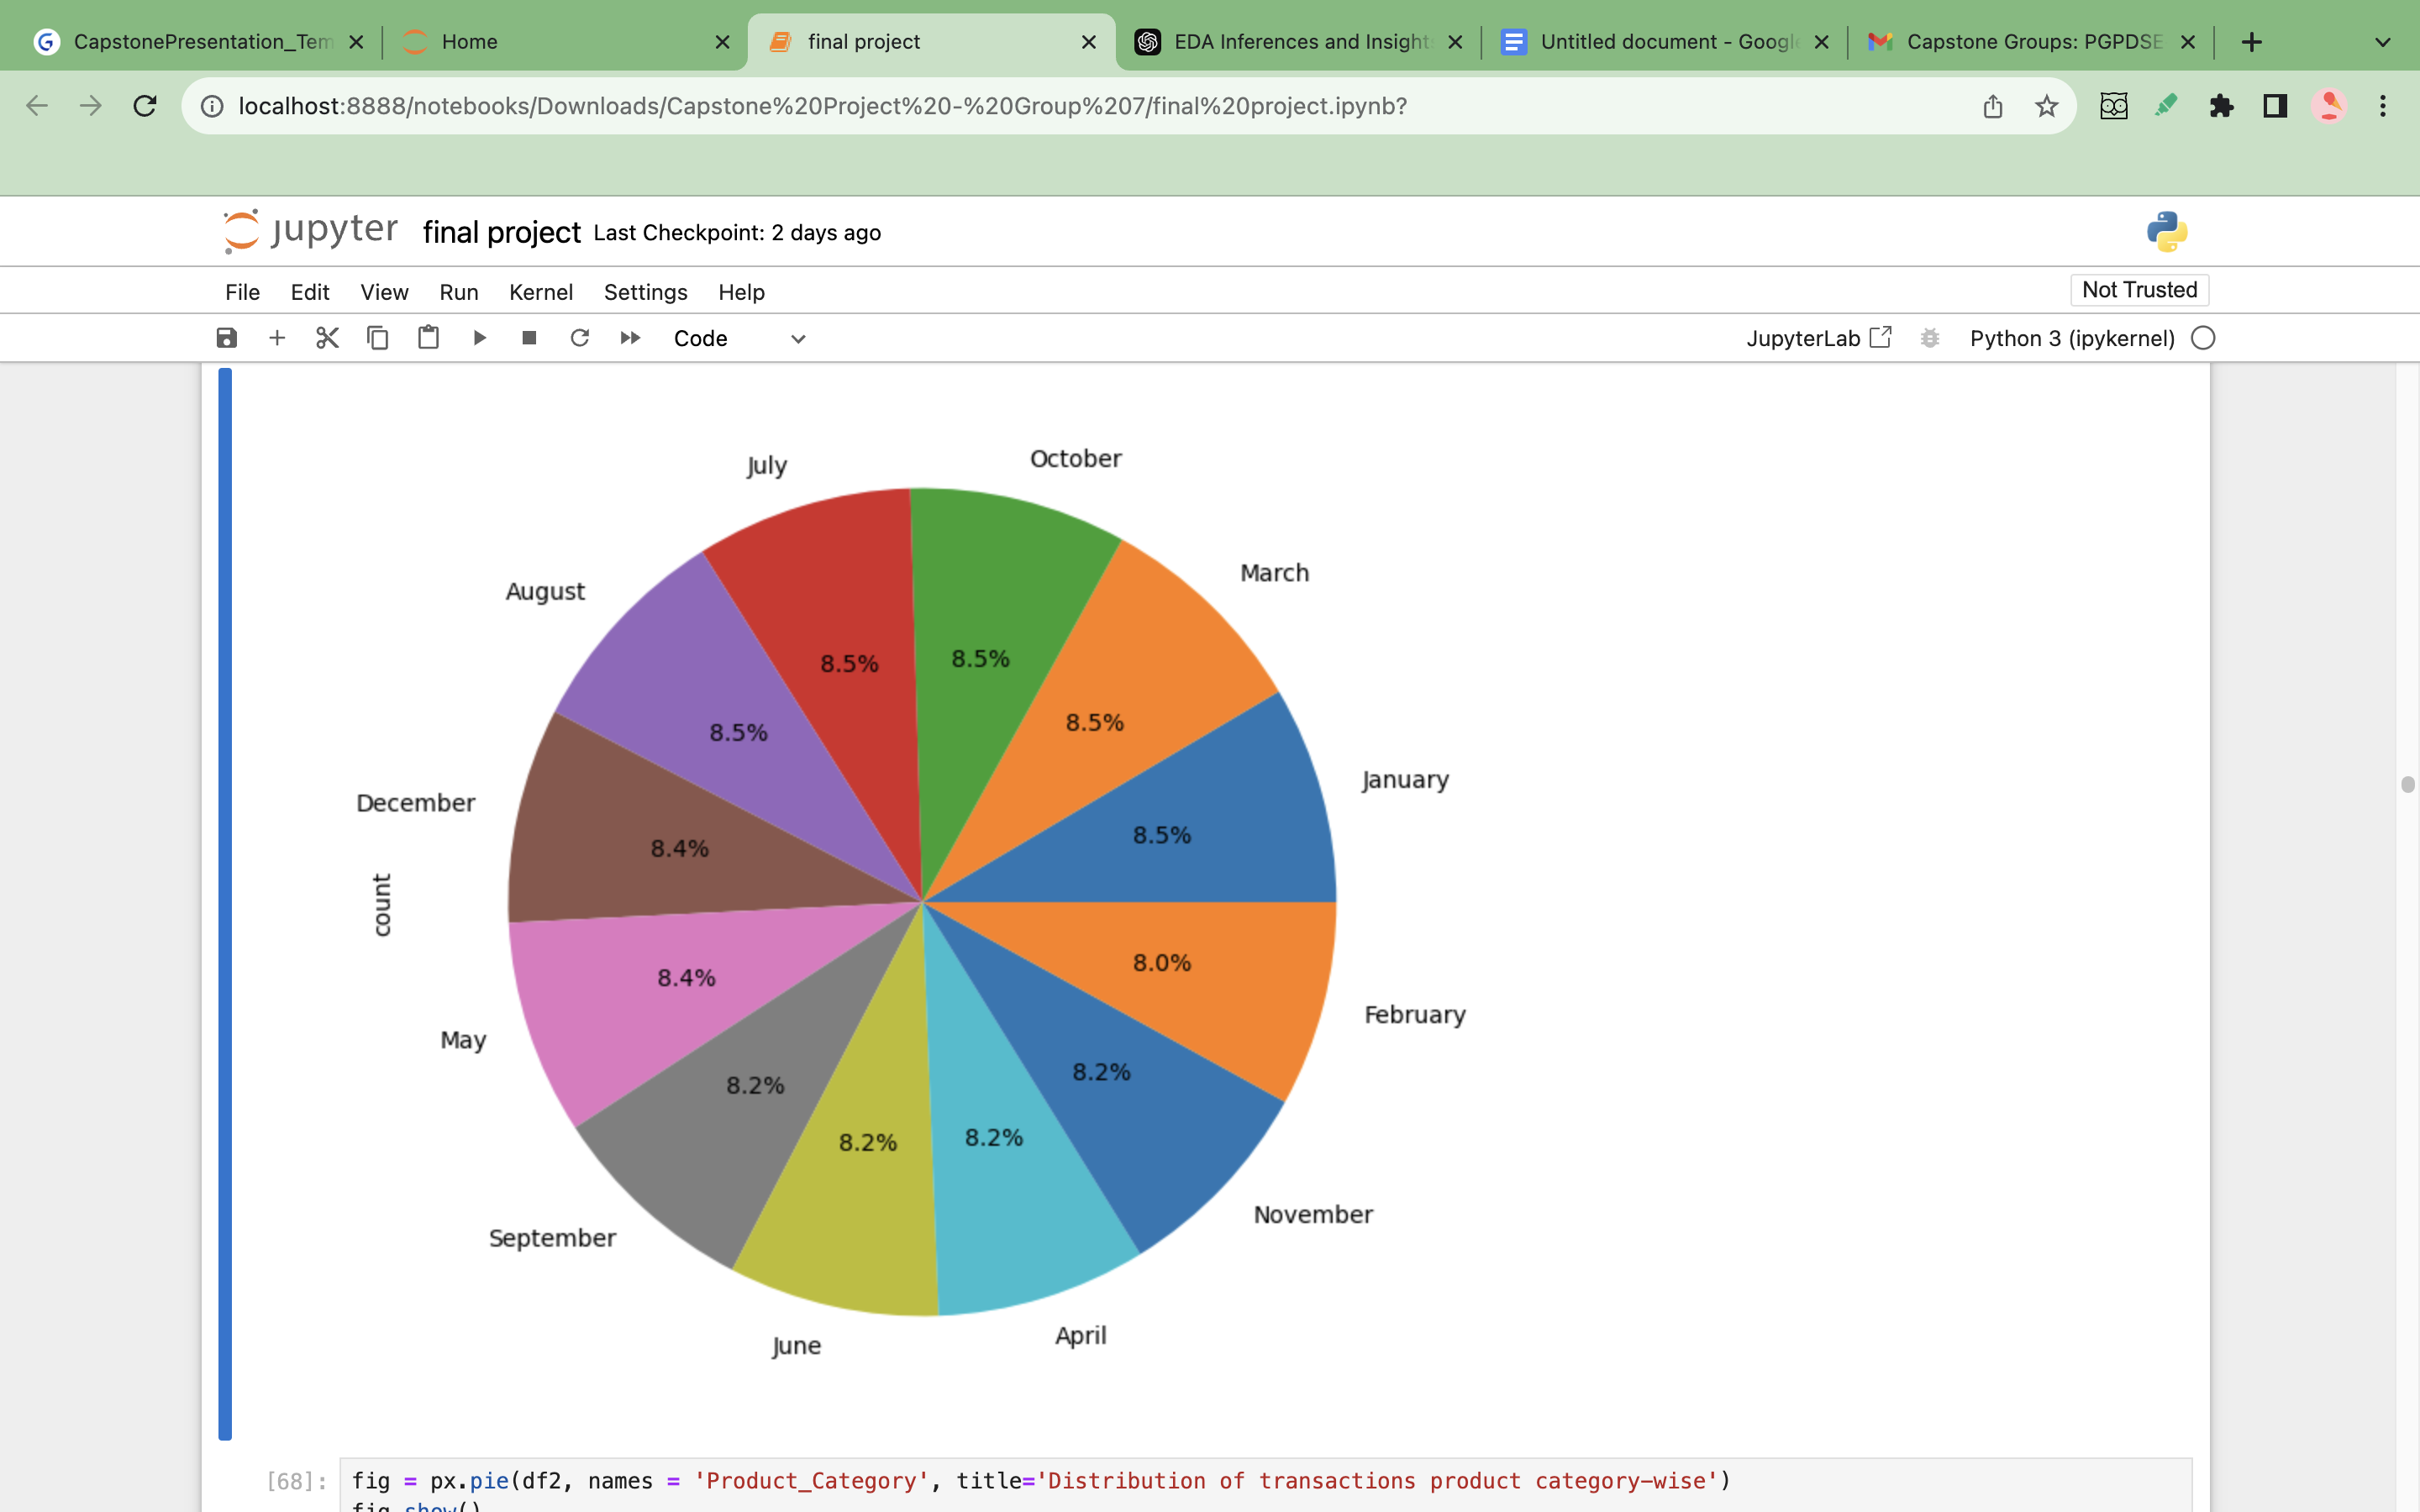 CapstonePresentation_Tem
Home
final project
EDA Inferences and Insights
Untitled document - Google
Capstone Groups: PGPDSE
localhost:8888/notebooks/Downloads/Capstone%20Project%20-%20Group%207/final%20project.ipynb?
jupyter final project Last Checkpoint: 2 days ago
File Edit View Run Kernel Settings Help
Not Trusted
Code
JupyterLab
Python 3 (ipykernel)
July
October
August
March
8.5%
8.5%
8.5%
8.5%
December
January
8.4%
8.5%
count
8.4%
8.0%
May
February
8.2%
8.2%
8.2%
8.2%
September
November
June
April
[68]: fig = px.pie(df2, names = 'Product_Category', title='Distribution of transactions product category-wise')
fig.show()